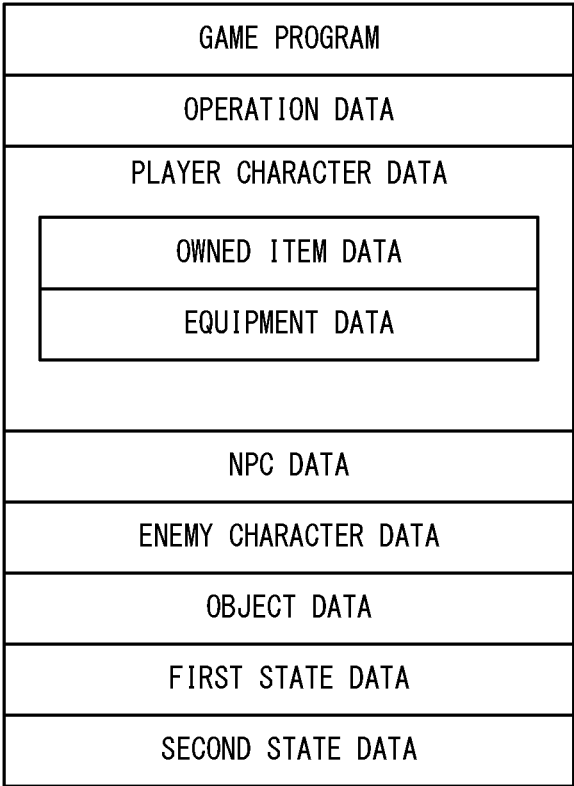 GAME PROGRAM
OPERATION DATA
PLAYER CHARACTER DATA
OWNED ITEM DATA
EQUIPMENT DATA
NPC DATA
ENEMY CHARACTER DATA
OBJECT DATA
FIRST STATE DATA
SECOND STATE DATA